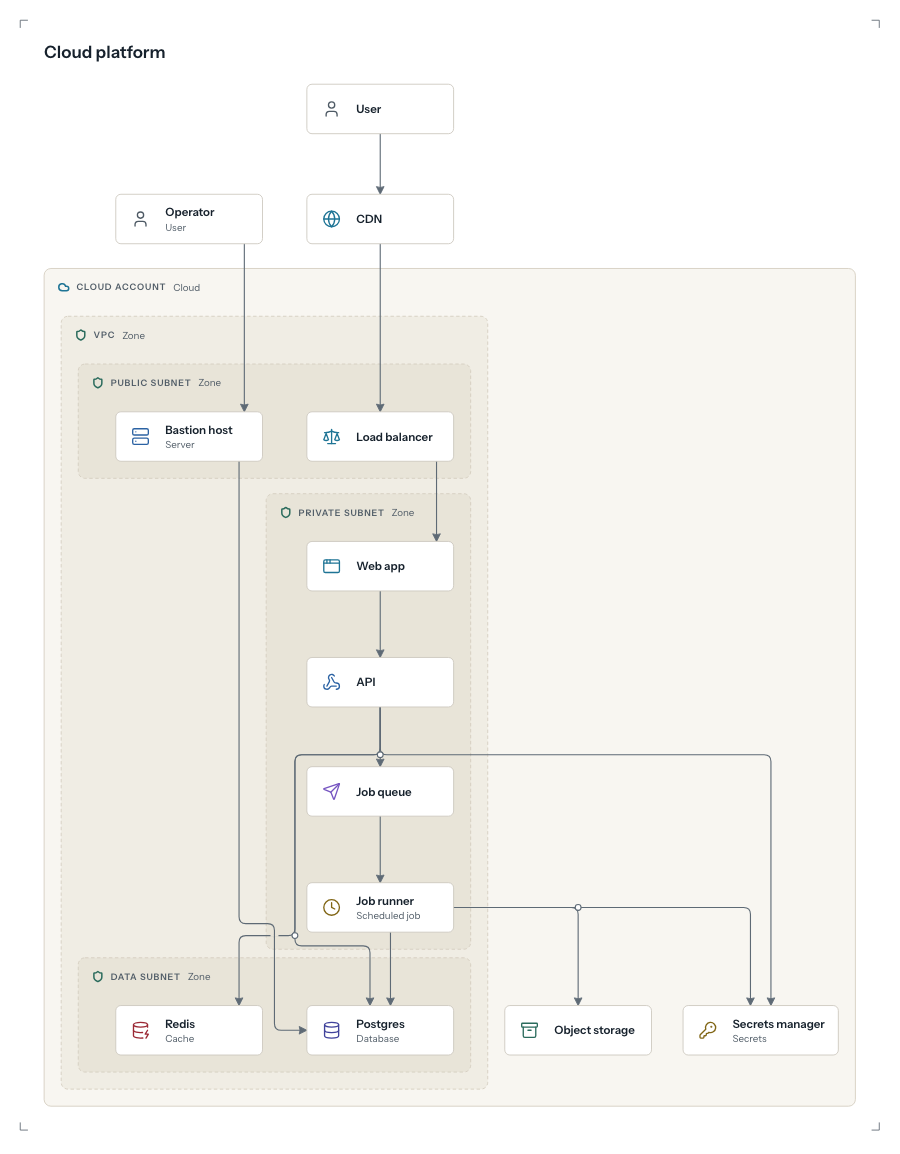 Cloud platform
User
Operator
User
CDN
CLOUD ACCOUNT Cloud
VPC Zone
PUBLIC SUBNET Zone
Bastion host
Server
Load balancer
PRIVATE SUBNET Zone
Web app
API
Job queue
Job runner
Scheduled job
DATA SUBNET Zone
Redis
Cache
Postgres
Database
Object storage
Secrets manager
Secrets